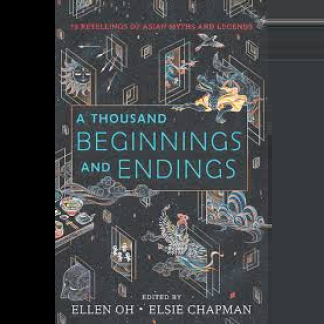 15 RETELLINGS OF ASIAN MYTHS AND LEGENDS
A THOUSAND
BEGINNINGS
AND ENDINGS
EDITED BY
ELLEN OH • ELSIE CHAPMAN